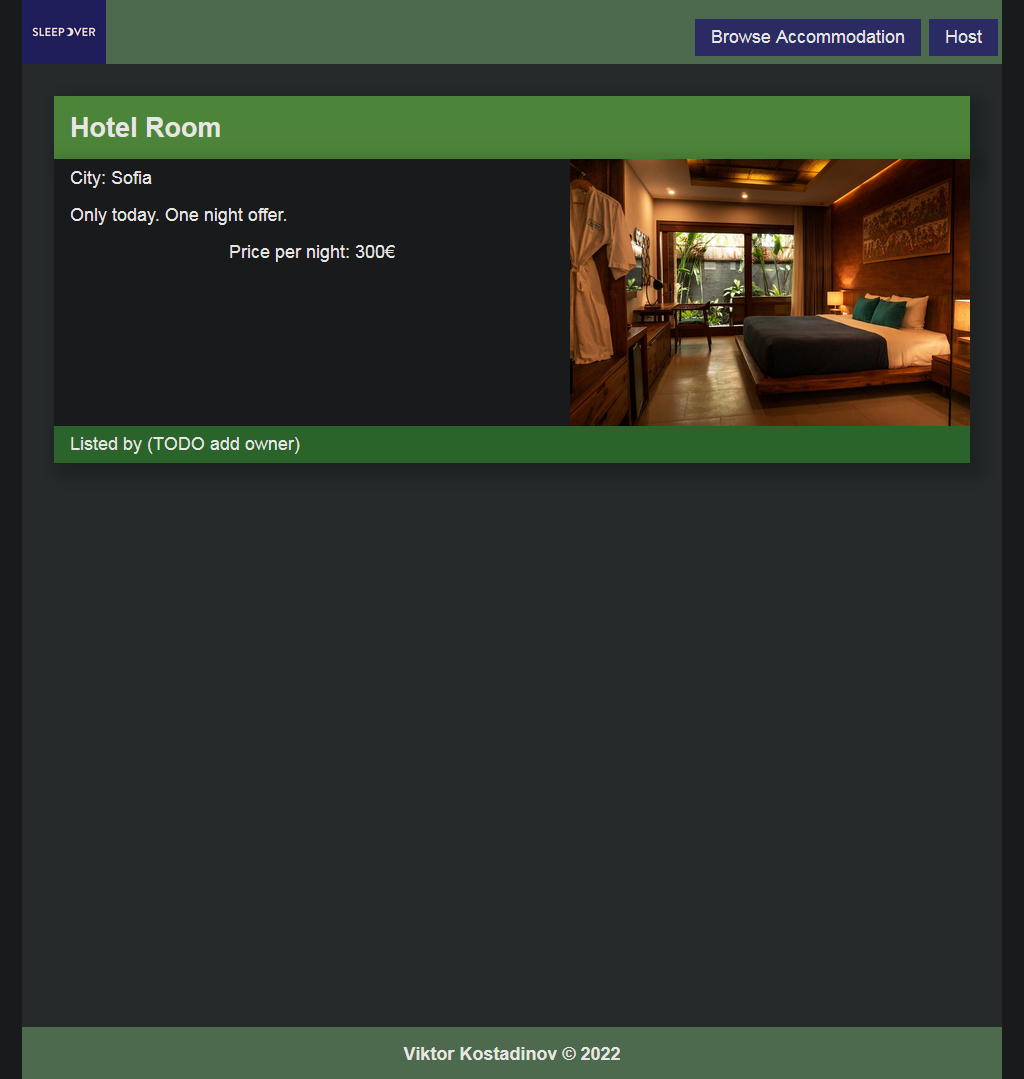 SLEEPOVER
Browse Accommodation
Host
Hotel Room
City: Sofia
Only today. One night offer.
Price per night: 300€
Listed by (TODO add owner)
Viktor Kostadinov © 2022